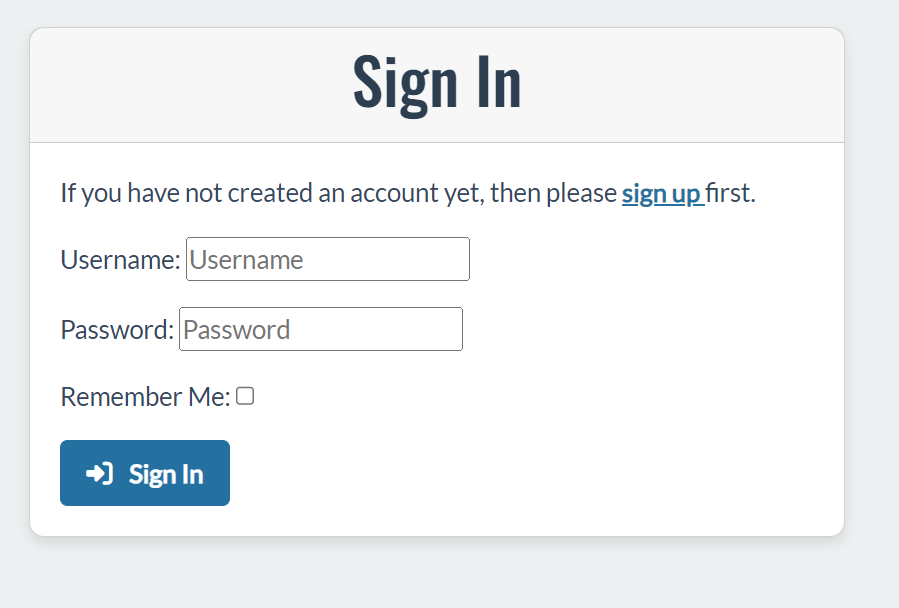 Sign In
If you have not created an account yet, then please sign up first.
Username: Username
Password: Password
Remember Me:
Sign In